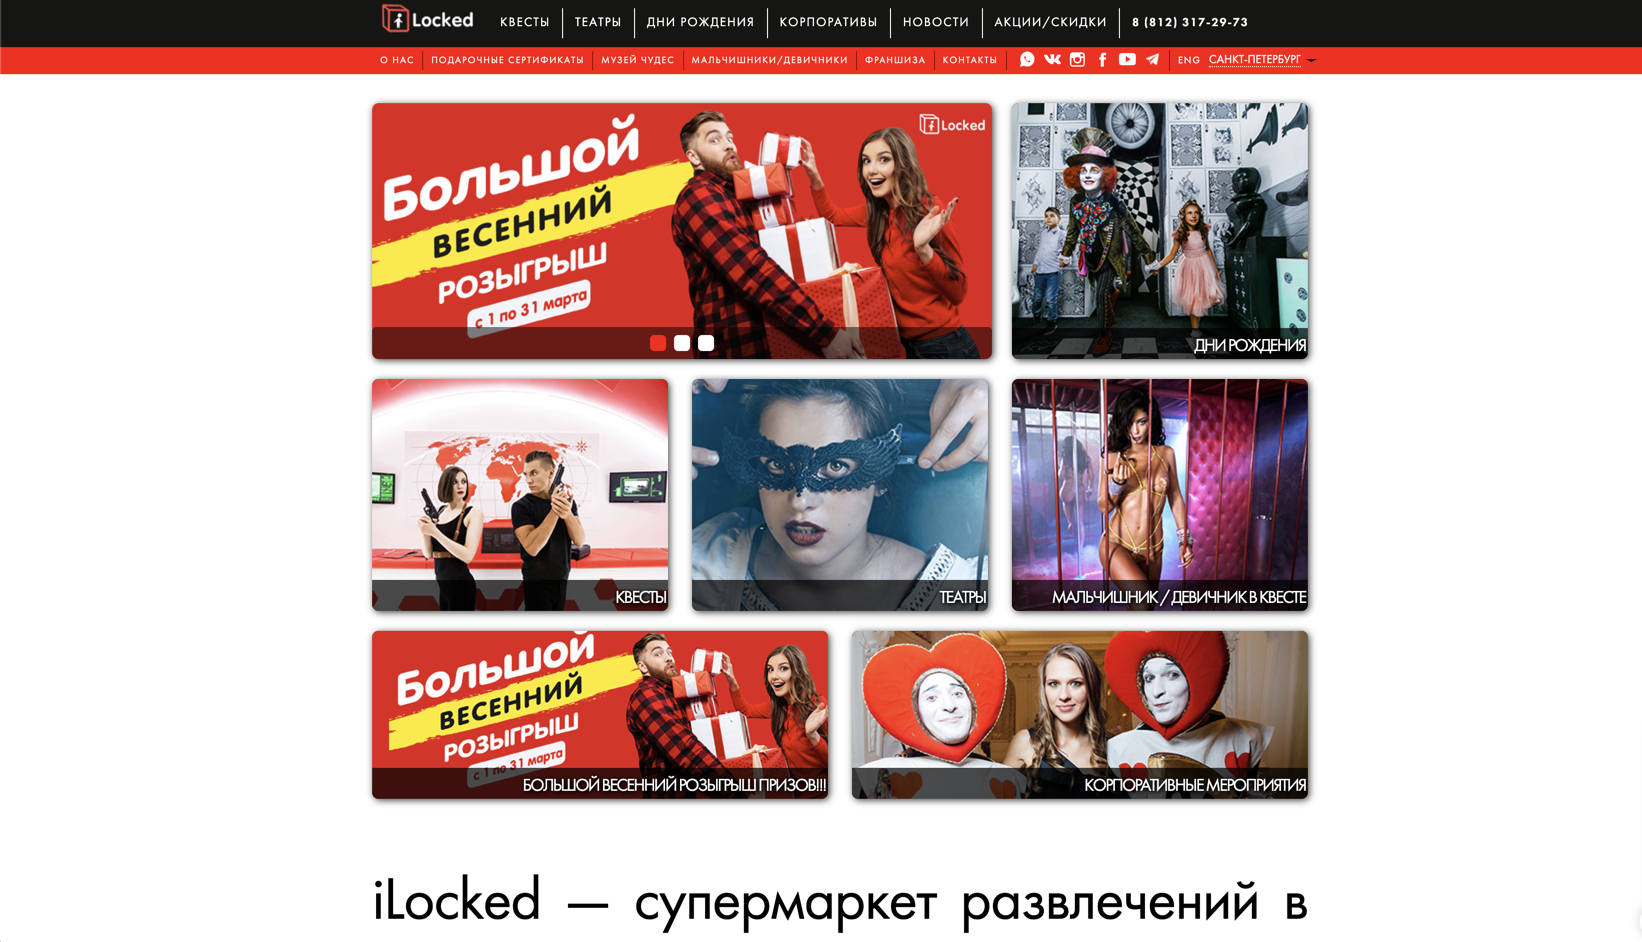 Locked
КВЕСТЫ
ТЕАТРЫ
ДНИ РОЖДЕНИЯ
КОРПОРАТИВЫ
НОВОСТИ
АКЦИИ/СКИДКИ
8 (812) 317-29-73
О НАС
ПОДАРОЧНЫЕ СЕРТИФИКАТЫ
МУЗЕЙ ЧУДЕС
МАЛЬЧИШНИКИ/ДЕВИЧНИКИ
ФРАНШИЗА
КОНТАКТЫ
ENG
САНКТ-ПЕТЕРБУРГ
БОЛЬШОЙ
ВЕСЕННИЙ
РОЗЫГРЫШ
с 1 по 31 марта
Locked
ДНИ РОЖДЕНИЯ
КВЕСТЫ
ТЕАТРЫ
МАЛЬЧИШНИК / ДЕВИЧНИК В КВЕСТЕ
БОЛЬШОЙ
ВЕСЕННИЙ
РОЗЫГРЫШ
с 1 по 31 марта
БОЛЬШОЙ ВЕСЕННИЙ РОЗЫГРЫШ ПРИЗОВ!!!
КОРПОРАТИВНЫЕ МЕРОПРИЯТИЯ
iLocked — супермаркет развлечений в